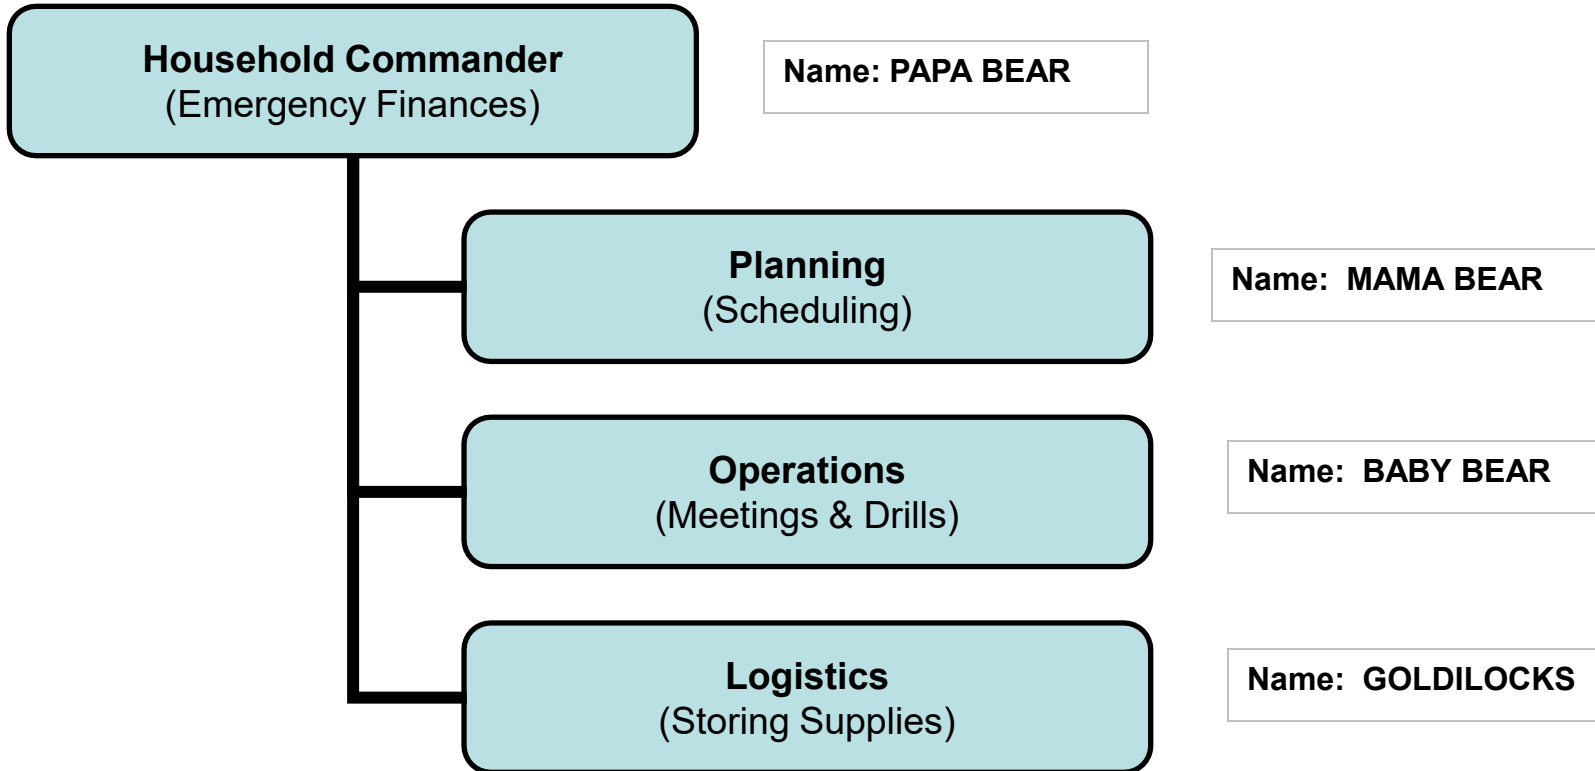 Household Commander
(Emergency Finances)
Name: PAPA BEAR
Planning
(Scheduling)
Name:  MAMA BEAR
Operations
(Meetings & Drills)
Name:  BABY BEAR
Logistics
(Storing Supplies)
Name:  GOLDILOCKS